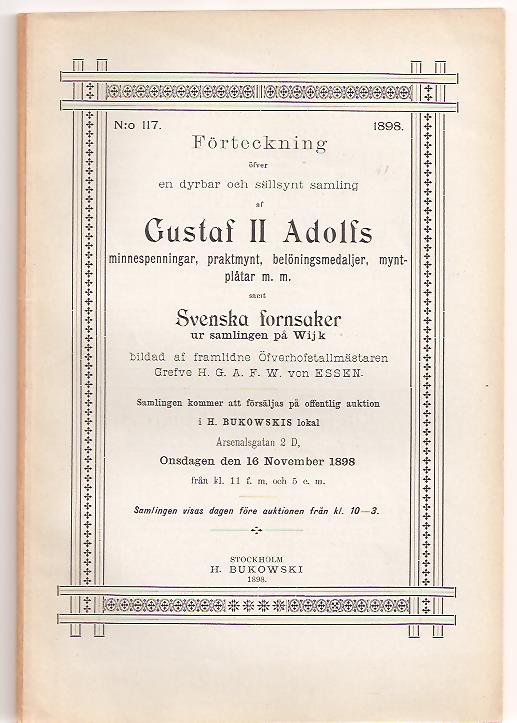 N:o 117. 1898.
Förteckning
öfver
en dyrbar och sällsynt samling
af
Gustaf II Adolfs
minnespenningar, praktmynt, belöningsmedaljer, mynt-
plåtar m. m.
samt
Svenska fornsaker
ur samlingen på Wijk
bildad af framlidne Öfverhofstallmästaren
Grefve H. G. A. F. W. von ESSEN.
Samlingen kommer att försäljas på offentlig auktion
i H. BUKOWSKIS lokal
Arsenalsgatan 2 D,
Onsdagen den 16 November 1898
från kl. 11 f. m. och 5 e. m.
Samlingen visas dagen före auktionen från kl. 10—3.
STOCKHOLM
H. BUKOWSKI
1898.